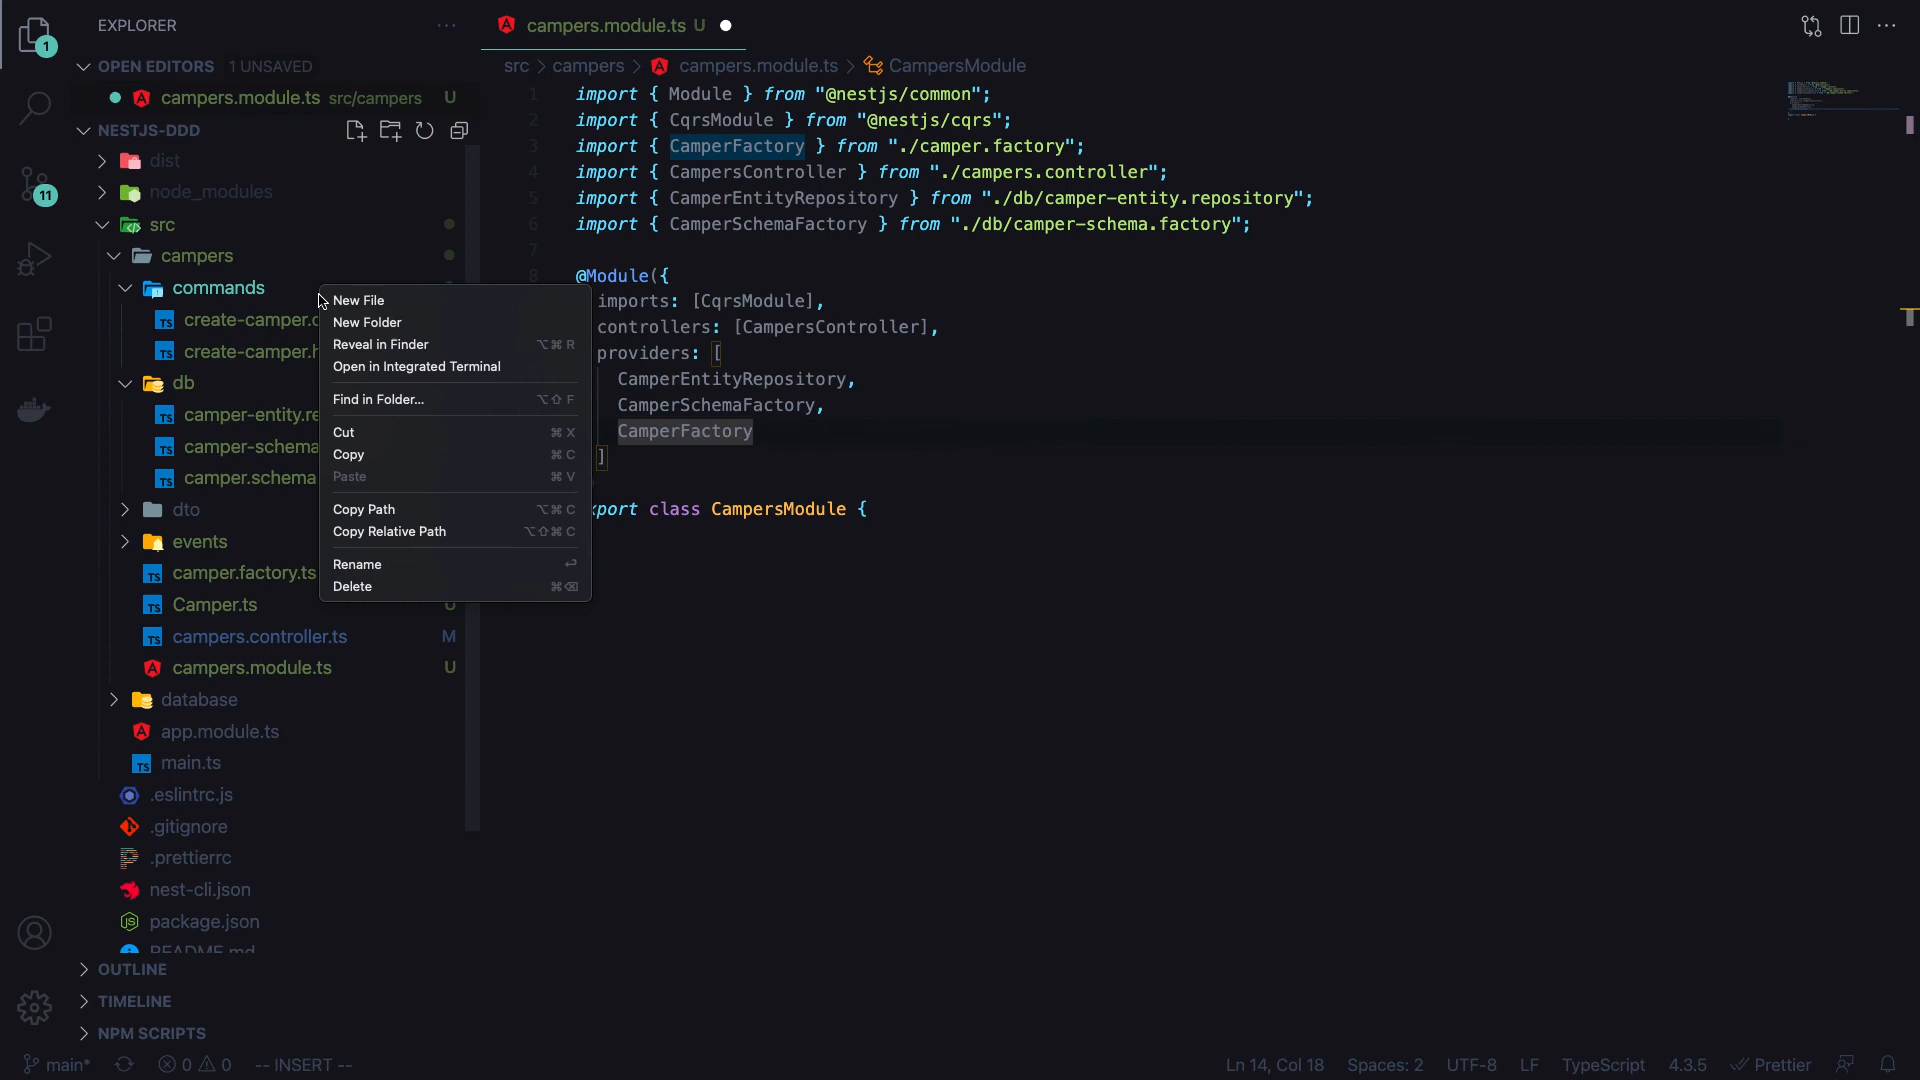 EXPLORER
campers.module.ts U
1
OPEN EDITORS 1 UNSAVED
src > campers > campers.module.ts > CampersModule
campers.module.ts src/campers U
NESTJS-DDD
dist
node_modules
11
src
campers
commands
create-camper.c
create-camper.h
db
camper-entity.re
camper-schema
camper.schema
dto
events
camper.factory.ts
Camper.ts U
campers.controller.ts M
campers.module.ts U
database
app.module.ts
main.ts
.eslintrc.js
.gitignore
.prettierrc
nest-cli.json
package.json
README.md
OUTLINE
TIMELINE
NPM SCRIPTS
New File
New Folder
Reveal in Finder ⌥⌘ R
Open in Integrated Terminal
Find in Folder... ⌥⇧ F
Cut ⌘ X
Copy ⌘ C
Paste ⌘ V
Copy Path ⌥⌘ C
Copy Relative Path ⌥⇧⌘ C
Rename ⏎
Delete ⌘⌫
1 import { Module } from "@nestjs/common";
2 import { CqrsModule } from "@nestjs/cqrs";
3 import { CamperFactory } from "./camper.factory";
4 import { CampersController } from "./campers.controller";
5 import { CamperEntityRepository } from "./db/camper-entity.repository";
6 import { CamperSchemaFactory } from "./db/camper-schema.factory";
7
8 @Module({
imports: [CqrsModule],
controllers: [CampersController],
providers: [
CamperEntityRepository,
CamperSchemaFactory,
CamperFactory
]
xport class CampersModule {
main* 0 0 -- INSERT -- Ln 14, Col 18 Spaces: 2 UTF-8 LF TypeScript 4.3.5 Prettier